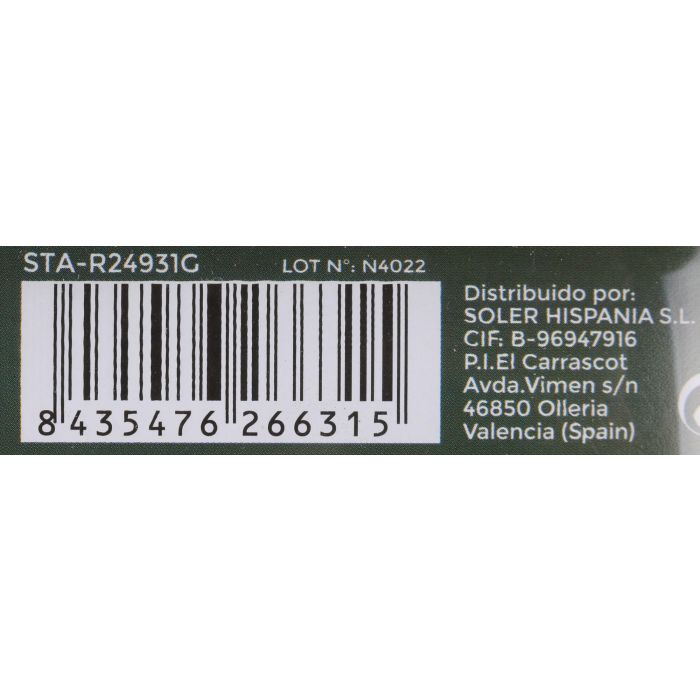 STA-R24931G
LOT N°: N4022
8 435476 266315
Distribuido por:
SOLER HISPANIA S.L.
CIF: B-96947916
P.I.El Carrascot
Avda.Vimen s/n
46850 Olleria
Valencia (Spain)